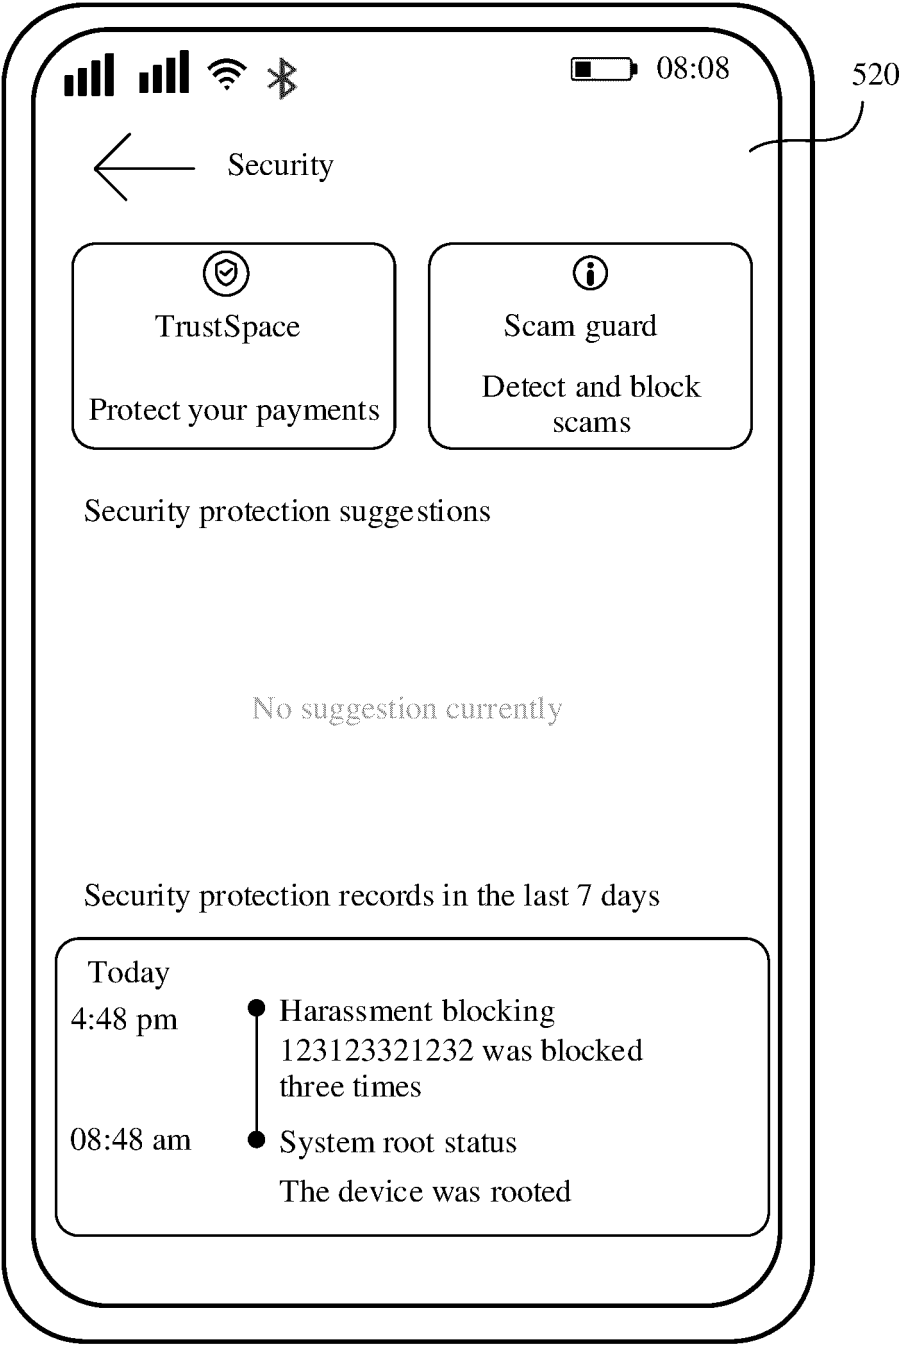 08:08
520
Security
TrustSpace
Protect your payments
Scam guard
Detect and block
scams
Security protection suggestions
No suggestion currently
Security protection records in the last 7 days
Today
4:48 pm
Harassment blocking
123123321232 was blocked
three times
08:48 am
System root status
The device was rooted